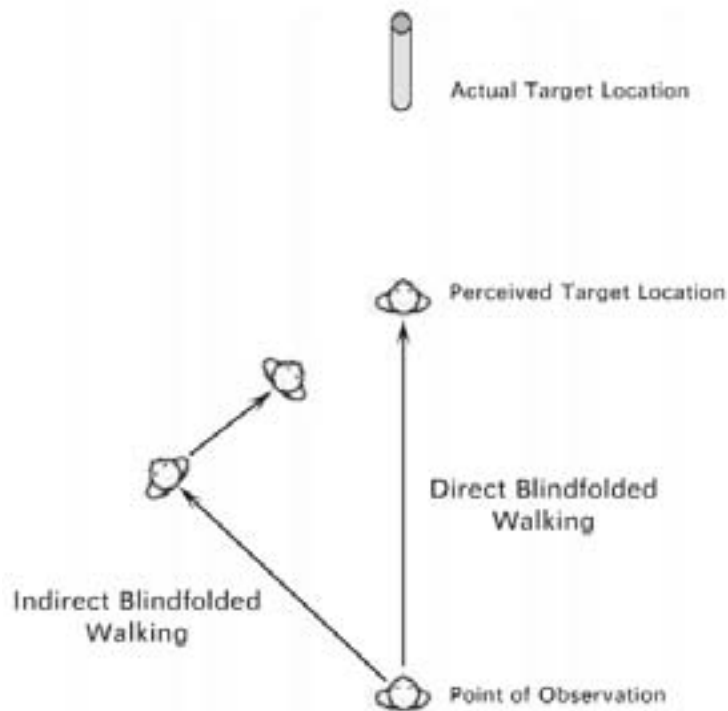 Actual Target Location
Perceived Target Location
Direct Blindfolded
Walking
Indirect Blindfolded
Walking
Point of Observation